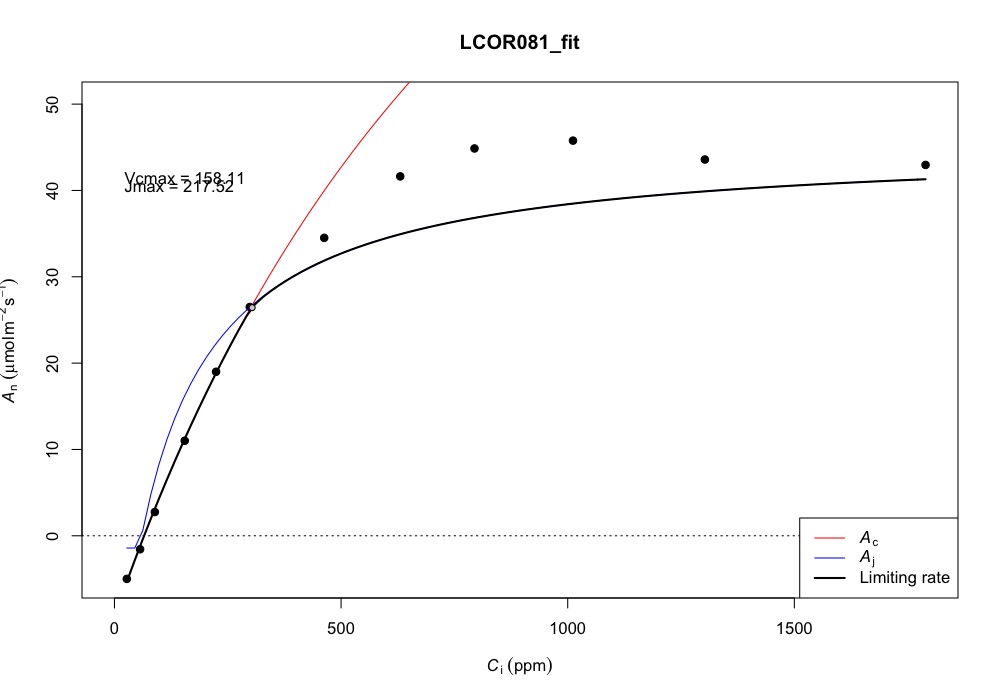 LCOR081_fit
50
40
30
20
10
0
Aₙ (μmolm⁻²s⁻¹)
Vcmax = 158.11
Jmax = 217.52
A꜀
Aⱼ
Limiting rate
0 500 1000 1500
Cᵢ (ppm)